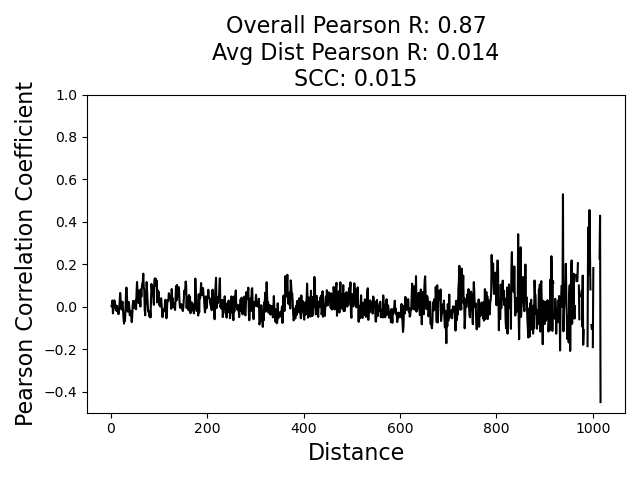 Overall Pearson R: 0.87
Avg Dist Pearson R: 0.014
SCC: 0.015
Pearson Correlation Coefficient
1.0
0.8
0.6
0.4
0.2
0.0
−0.2
−0.4
0 200 400 600 800 1000
Distance